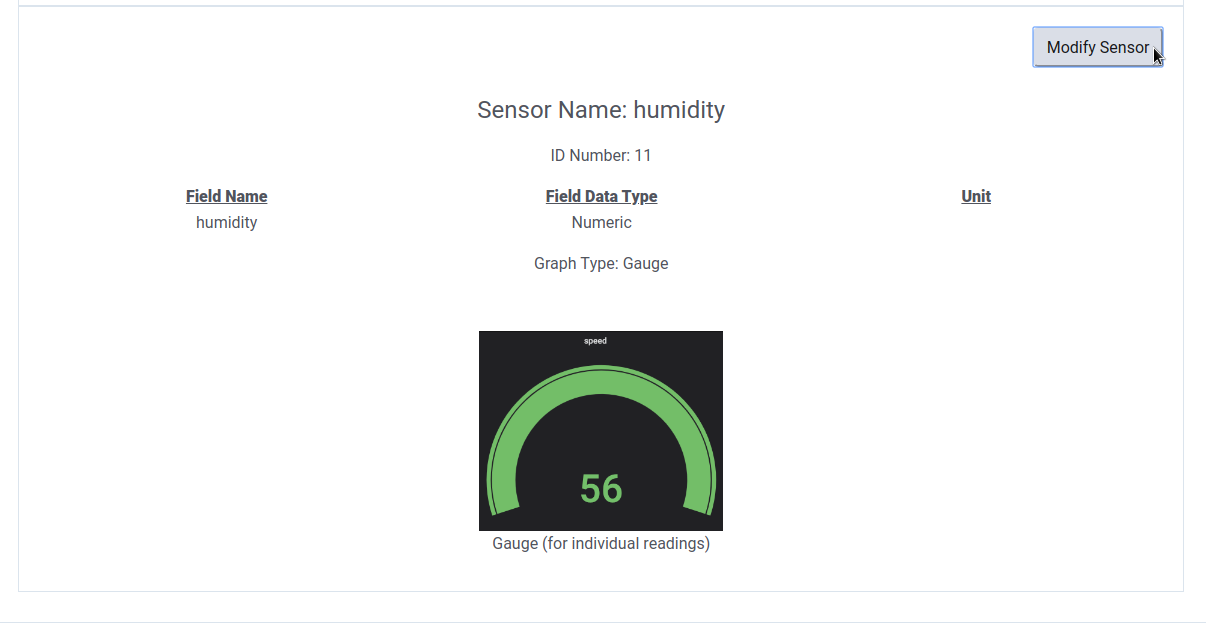 Modify Sensor
Sensor Name: humidity
ID Number: 11
Field Name Field Data Type Unit
humidity Numeric
Graph Type: Gauge
speed
56
Gauge (for individual readings)